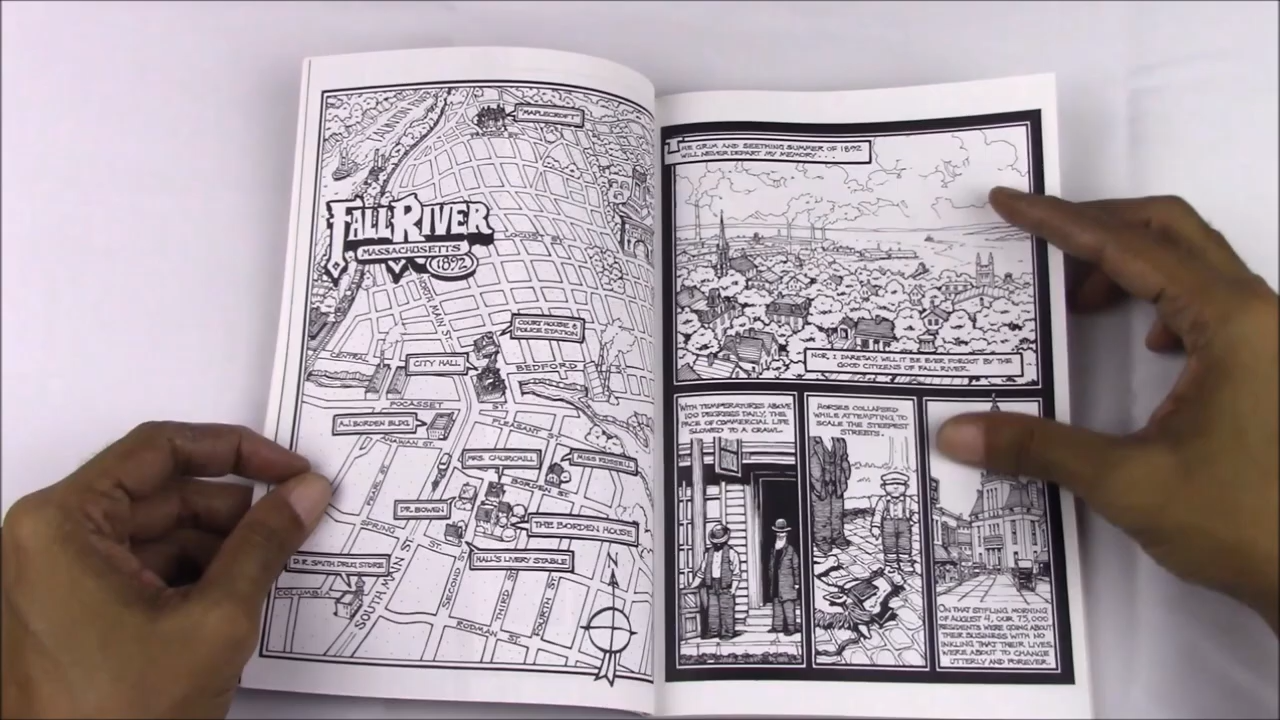 "MAPLECROFT"
TAUNTON
FALL RIVER
MASSACHUSETTS
1892
LOCUST ST.
NORTH MAIN ST.
COURT HOUSE &
POLICE STATION
CENTRAL
CITY HALL
BEDFORD
ST.
POCASSET
A.J. BORDEN BLDG.
PLEASANT ST.
ANAWAN ST.
MRS. CHURCHILL
MISS RUSSELL
PEARL ST.
BORDEN ST.
DR. BOWEN
THE BORDEN HOUSE
SPRING
ST.
HALL'S LIVERY STABLE
N
D.R. SMITH DRUG STORE
COLUMBIA
SOUTH MAIN ST.
SECOND
THIRD ST.
FOURTH ST.
RODMAN ST.
THE GRIM AND SEETHING SUMMER OF 1892
WILL NEVER DEPART MY MEMORY . . .
NOR, I DARESAY, WILL IT BE EVER FORGOT BY THE
GOOD CITIZENS OF FALL RIVER.
WITH TEMPERATURES ABOVE
100 DEGREES DAILY, THE
PACE OF COMMERCIAL LIFE
SLOWED TO A CRAWL.
HORSES COLLAPSED
WHILE ATTEMPTING TO
SCALE THE STEEPEST
STREETS.
ON THAT STIFLING MORNING
OF AUGUST 4, OUR 75,000
RESIDENTS WERE GOING ABOUT
THEIR BUSINESS WITH NO
INKLING THAT THEIR LIVES
WERE ABOUT TO CHANGE
UTTERLY AND FOREVER.